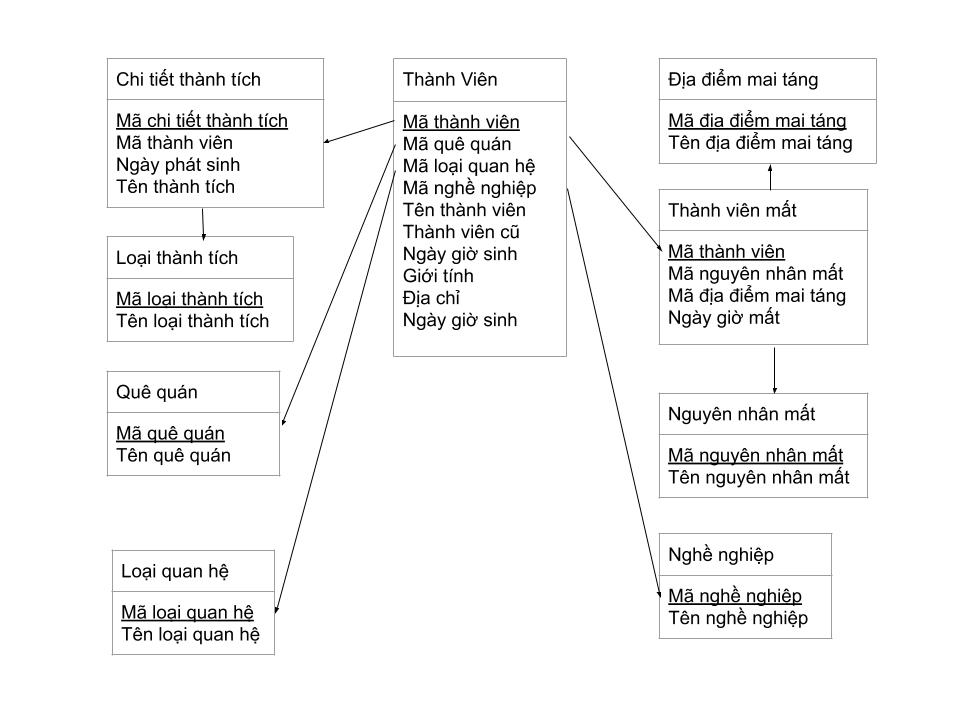 Chi tiết thành tích
Mã chi tiết thành tích
Mã thành viên
Ngày phát sinh
Tên thành tích
Loại thành tích
Mã loại thành tích
Tên loại thành tích
Quê quán
Mã quê quán
Tên quê quán
Loại quan hệ
Mã loại quan hệ
Tên loại quan hệ
Thành Viên
Mã thành viên
Mã quê quán
Mã loại quan hệ
Mã nghề nghiệp
Tên thành viên
Thành viên cũ
Ngày giờ sinh
Giới tính
Địa chỉ
Ngày giờ sinh
Địa điểm mai táng
Mã địa điểm mai táng
Tên địa điểm mai táng
Thành viên mất
Mã thành viên
Mã nguyên nhân mất
Mã địa điểm mai táng
Ngày giờ mất
Nguyên nhân mất
Mã nguyên nhân mất
Tên nguyên nhân mất
Nghề nghiệp
Mã nghề nghiệp
Tên nghề nghiệp